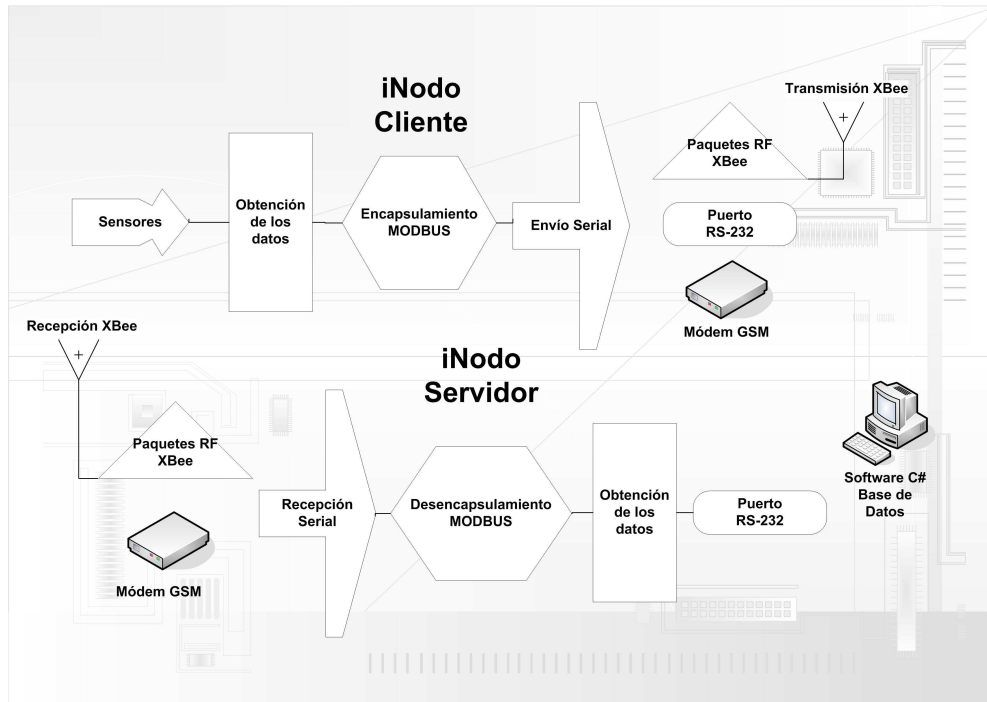 iNodo
Cliente
Transmisión XBee
+
Paquetes RF
XBee
Sensores
Obtención
de los
datos
Encapsulamiento
MODBUS
Envío Serial
Puerto
RS-232
Módem GSM
Recepción XBee
+
iNodo
Servidor
Paquetes RF
XBee
Módem GSM
Recepción
Serial
Desencapsulamiento
MODBUS
Obtención
de los
datos
Puerto
RS-232
Software C#
Base de
Datos